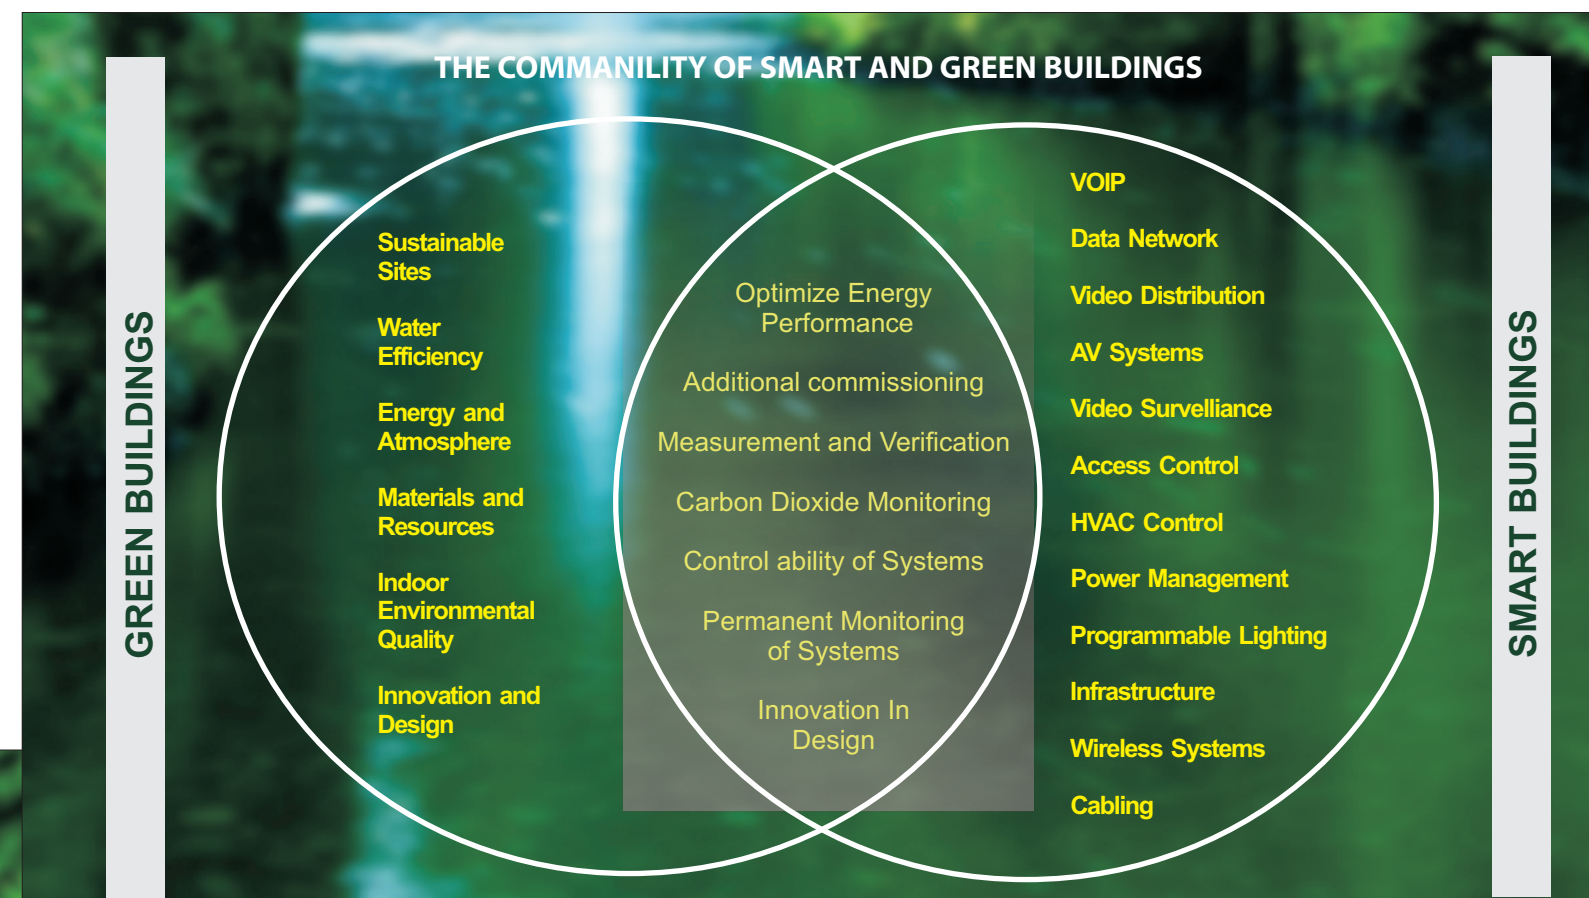 THE COMMANILITY OF SMART AND GREEN BUILDINGS
GREEN BUILDINGS
Sustainable
Sites
Water
Efficiency
Energy and
Atmosphere
Materials and
Resources
Indoor
Environmental
Quality
Innovation and
Design
Optimize Energy
Performance
Additional commissioning
Measurement and Verification
Carbon Dioxide Monitoring
Control ability of Systems
Permanent Monitoring
of Systems
Innovation In
Design
VOIP
Data Network
Video Distribution
AV Systems
Video Survelliance
Access Control
HVAC Control
Power Management
Programmable Lighting
Infrastructure
Wireless Systems
Cabling
SMART BUILDINGS